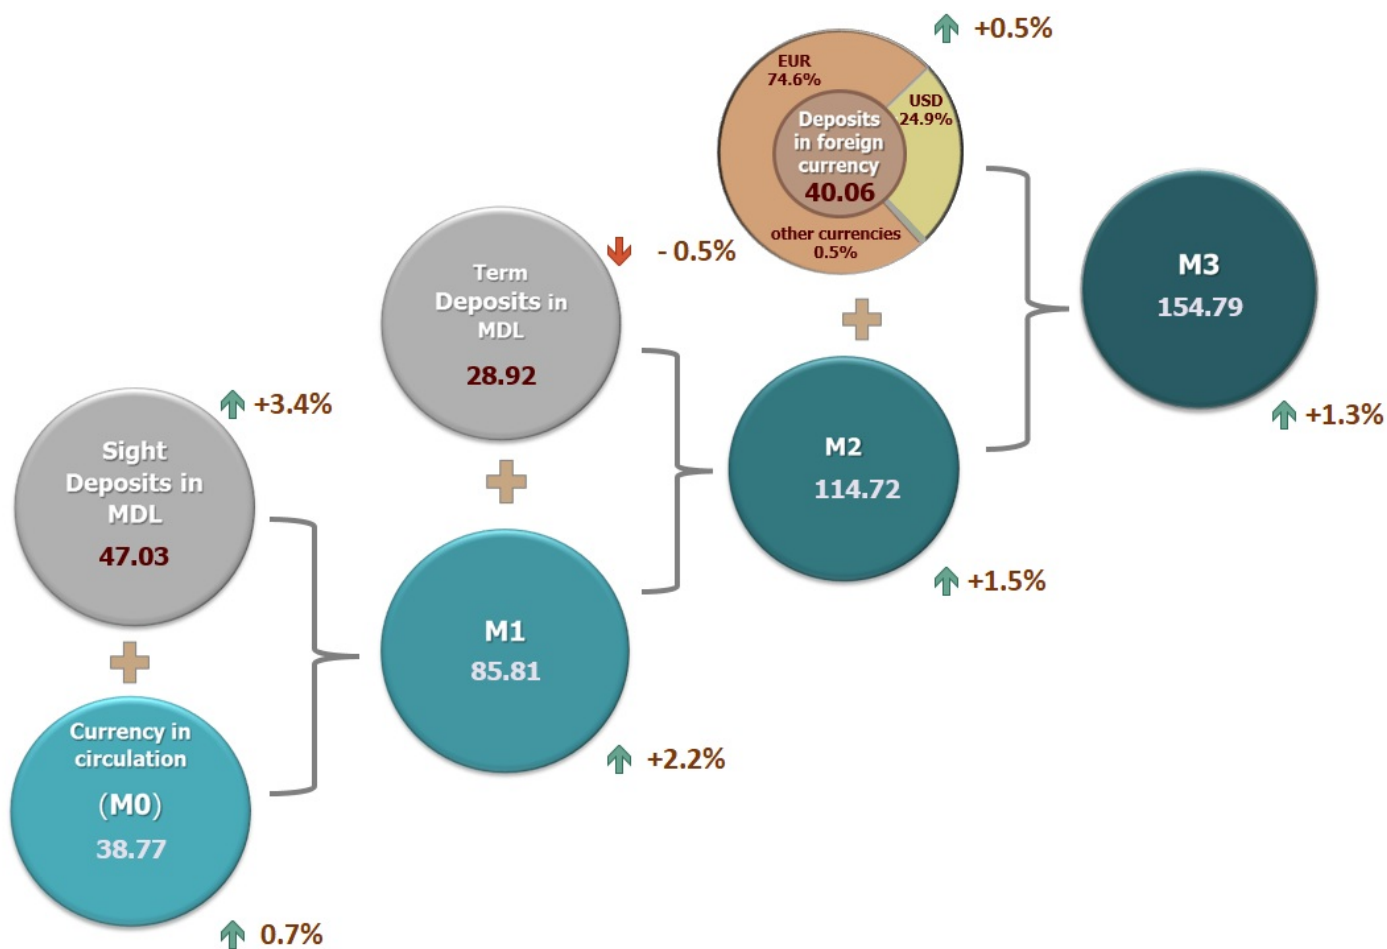 Sight
Deposits in
MDL
47.03
+3.4%
Currency in
circulation
(M0)
38.77
0.7%
Term
Deposits in
MDL
28.92
- 0.5%
M1
85.81
+2.2%
EUR
74.6%
USD
24.9%
Deposits
in foreign
currency
40.06
other currencies
0.5%
+0.5%
M2
114.72
+1.5%
M3
154.79
+1.3%